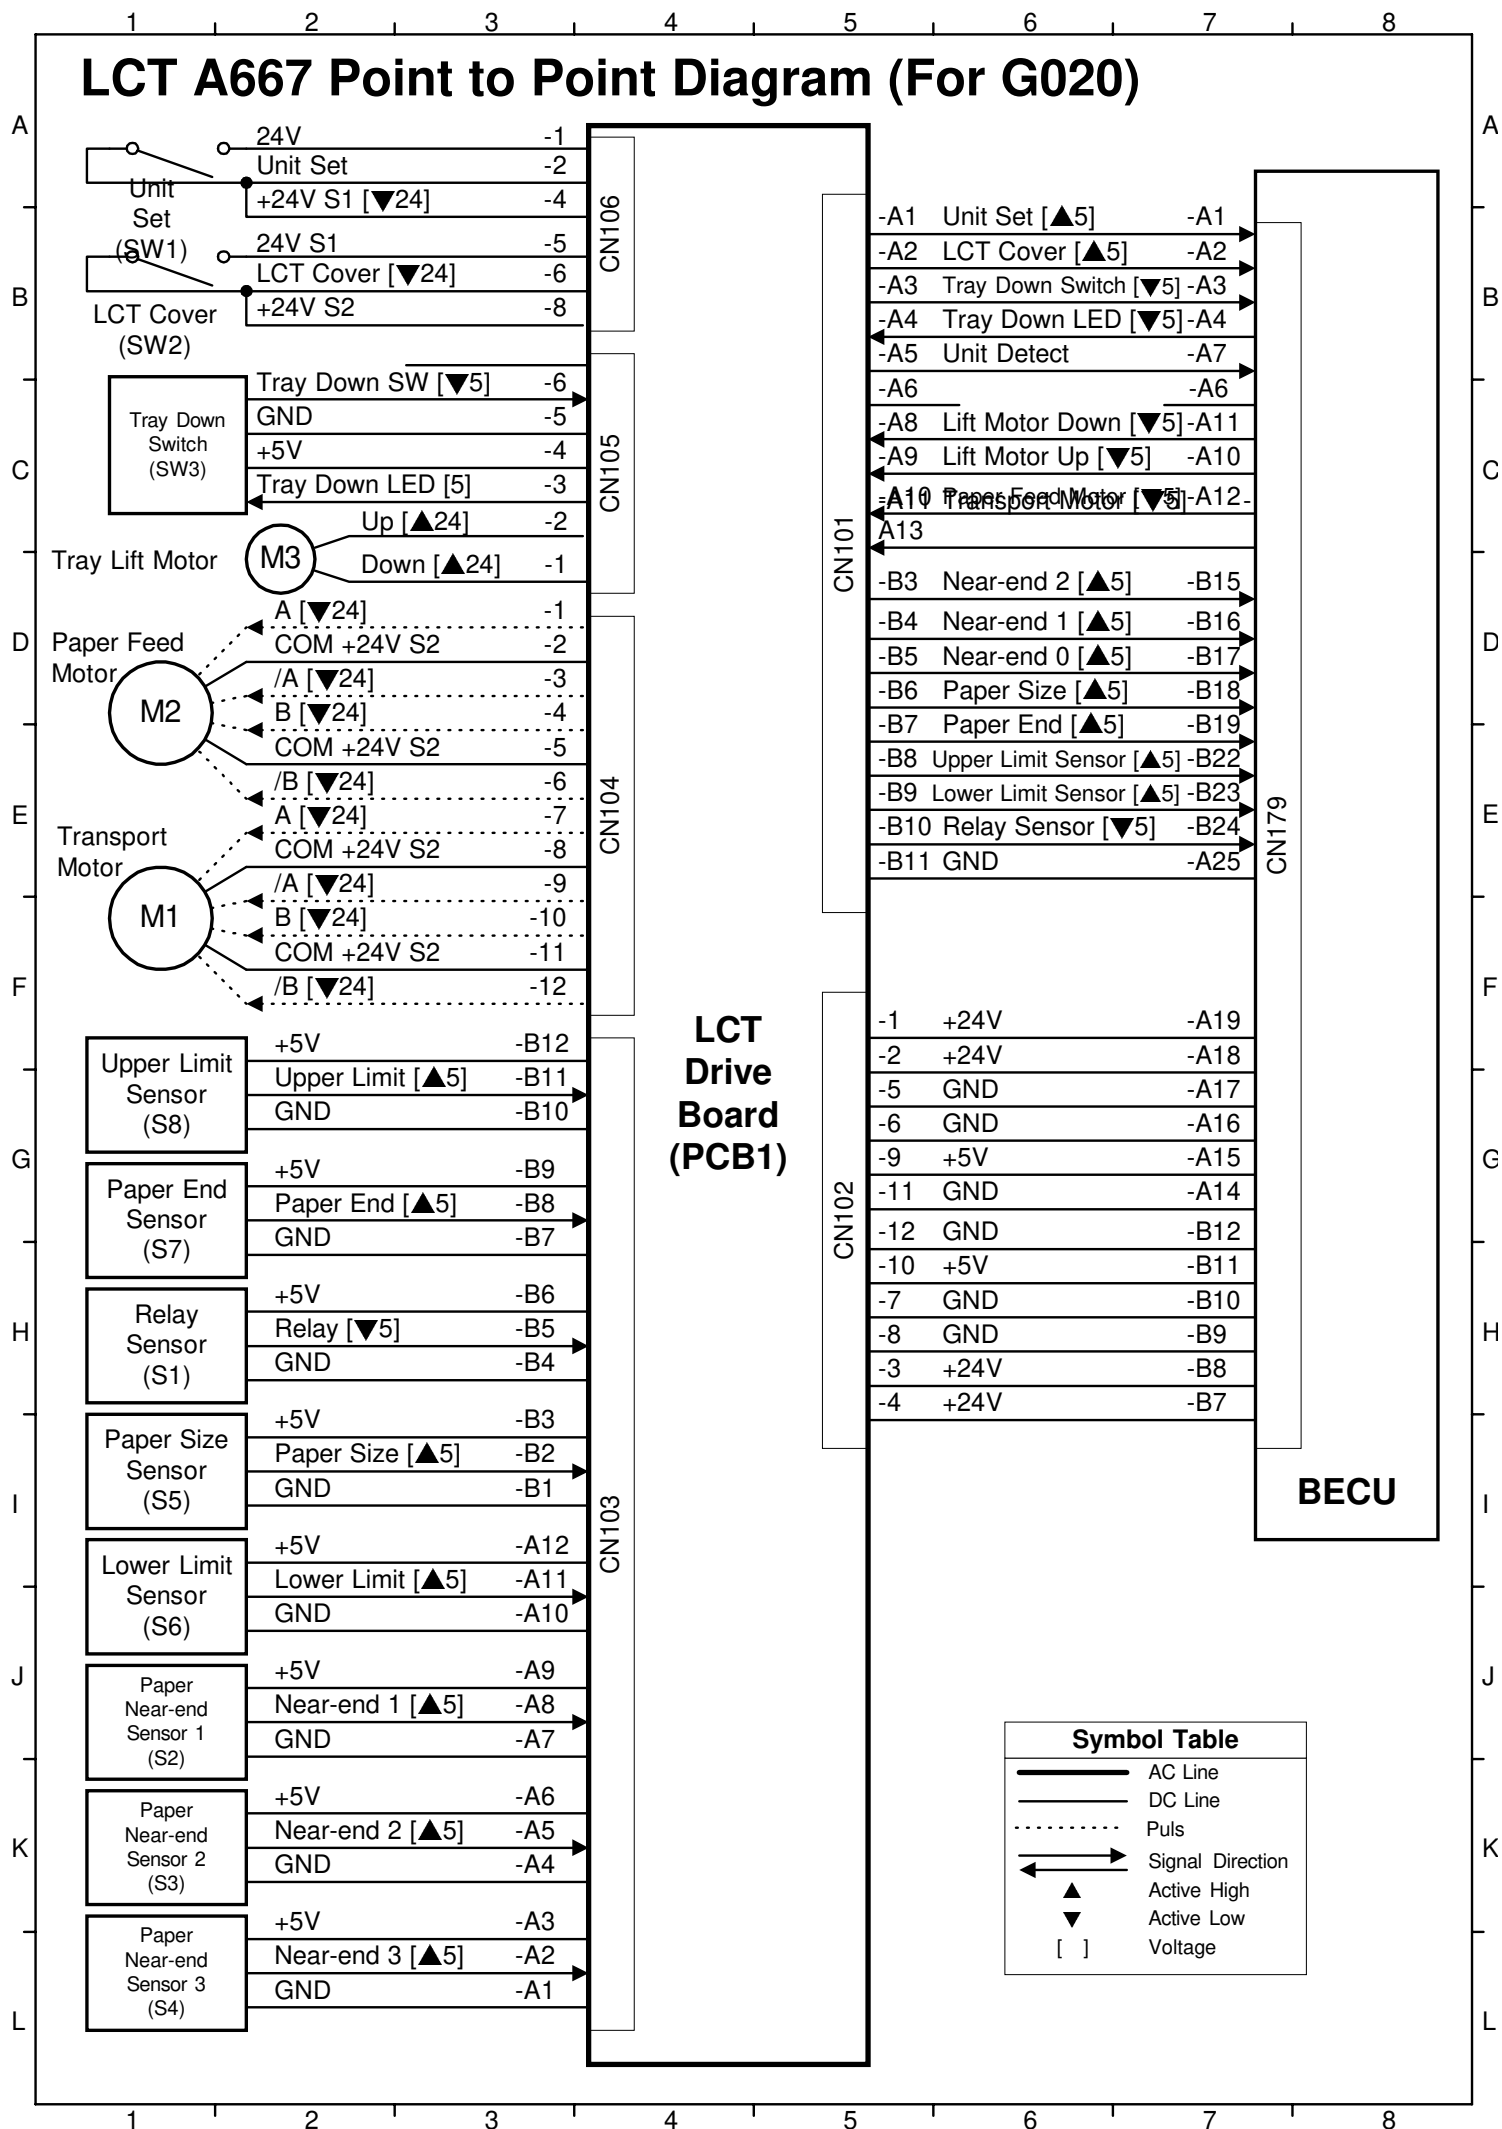 1 2 3 4 5 6 7 8
LCT A667 Point to Point Diagram (For G020)
A
B
C
D
E
F
G
H
I
J
K
L
24V -1
Unit Set -2
+24V S1 [▼24] -4
Unit
Set
(SW1)
24V S1 -5
LCT Cover [▼24] -6
+24V S2 -8
LCT Cover
(SW2)
CN106
Tray Down
Switch
(SW3)
Tray Down SW [▼5] -6
GND -5
+5V -4
Tray Down LED [5] -3
Up [▲24] -2
Down [▲24] -1
Tray Lift Motor
M3
CN105
Paper Feed
Motor
M2
A [▼24] -1
COM +24V S2 -2
/A [▼24] -3
B [▼24] -4
COM +24V S2 -5
/B [▼24] -6
Transport
Motor
M1
A [▼24] -7
COM +24V S2 -8
/A [▼24] -9
B [▼24] -10
COM +24V S2 -11
/B [▼24] -12
CN104
Upper Limit
Sensor
(S8)
+5V -B12
Upper Limit [▲5] -B11
GND -B10
Paper End
Sensor
(S7)
+5V -B9
Paper End [▲5] -B8
GND -B7
Relay
Sensor
(S1)
+5V -B6
Relay [▼5] -B5
GND -B4
Paper Size
Sensor
(S5)
+5V -B3
Paper Size [▲5] -B2
GND -B1
Lower Limit
Sensor
(S6)
+5V -A12
Lower Limit [▲5] -A11
GND -A10
Paper
Near-end
Sensor 1
(S2)
+5V -A9
Near-end 1 [▲5] -A8
GND -A7
Paper
Near-end
Sensor 2
(S3)
+5V -A6
Near-end 2 [▲5] -A5
GND -A4
Paper
Near-end
Sensor 3
(S4)
+5V -A3
Near-end 3 [▲5] -A2
GND -A1
CN103
LCT
Drive
Board
(PCB1)
CN101
-A1 Unit Set [▲5] -A1
-A2 LCT Cover [▲5] -A2
-A3 Tray Down Switch [▼5] -A3
-A4 Tray Down LED [▼5] -A4
-A5 Unit Detect -A7
-A6 -A6
-A8 Lift Motor Down [▼5] -A11
-A9 Lift Motor Up [▼5] -A10
-A10 Paper Feed Motor [▼5] -A12
-A11 Transport Motor [▼5] -
A13
-B3 Near-end 2 [▲5] -B15
-B4 Near-end 1 [▲5] -B16
-B5 Near-end 0 [▲5] -B17
-B6 Paper Size [▲5] -B18
-B7 Paper End [▲5] -B19
-B8 Upper Limit Sensor [▲5] -B22
-B9 Lower Limit Sensor [▲5] -B23
-B10 Relay Sensor [▼5] -B24
-B11 GND -A25
CN179
CN102
-1 +24V -A19
-2 +24V -A18
-5 GND -A17
-6 GND -A16
-9 +5V -A15
-11 GND -A14
-12 GND -B12
-10 +5V -B11
-7 GND -B10
-8 GND -B9
-3 +24V -B8
-4 +24V -B7
BECU
Symbol Table
AC Line
DC Line
Puls
Signal Direction
▲ Active High
▼ Active Low
[ ] Voltage
A
B
C
D
E
F
G
H
I
J
K
L
1 2 3 4 5 6 7 8